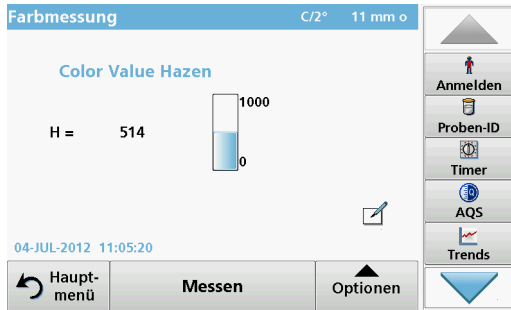 Farbmessung C/2° 11 mm o
Color Value Hazen
1000
H = 514
0
04-JUL-2012 11:05:20
Haupt-
menü
Messen
Optionen
Anmelden
Proben-ID
Timer
AQS
Trends